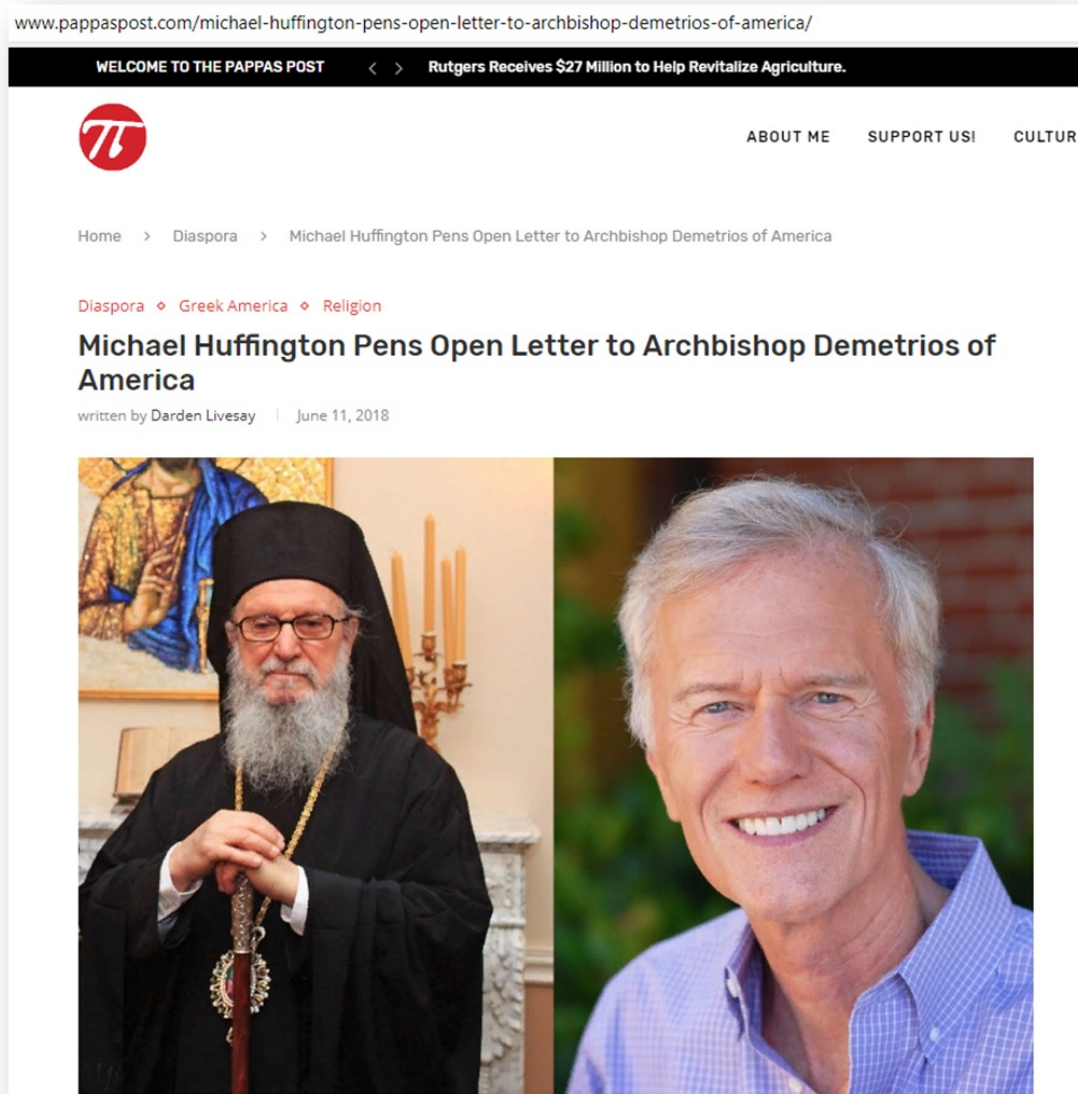 www.pappaspost.com/michael-huffington-pens-open-letter-to-archbishop-demetrios-of-america/
WELCOME TO THE PAPPAS POST < > Rutgers Receives $27 Million to Help Revitalize Agriculture.
π
ABOUT ME SUPPORT US! CULTUR
Home > Diaspora > Michael Huffington Pens Open Letter to Archbishop Demetrios of America
Diaspora ⋄ Greek America ⋄ Religion
Michael Huffington Pens Open Letter to Archbishop Demetrios of
America
written by Darden Livesay | June 11, 2018